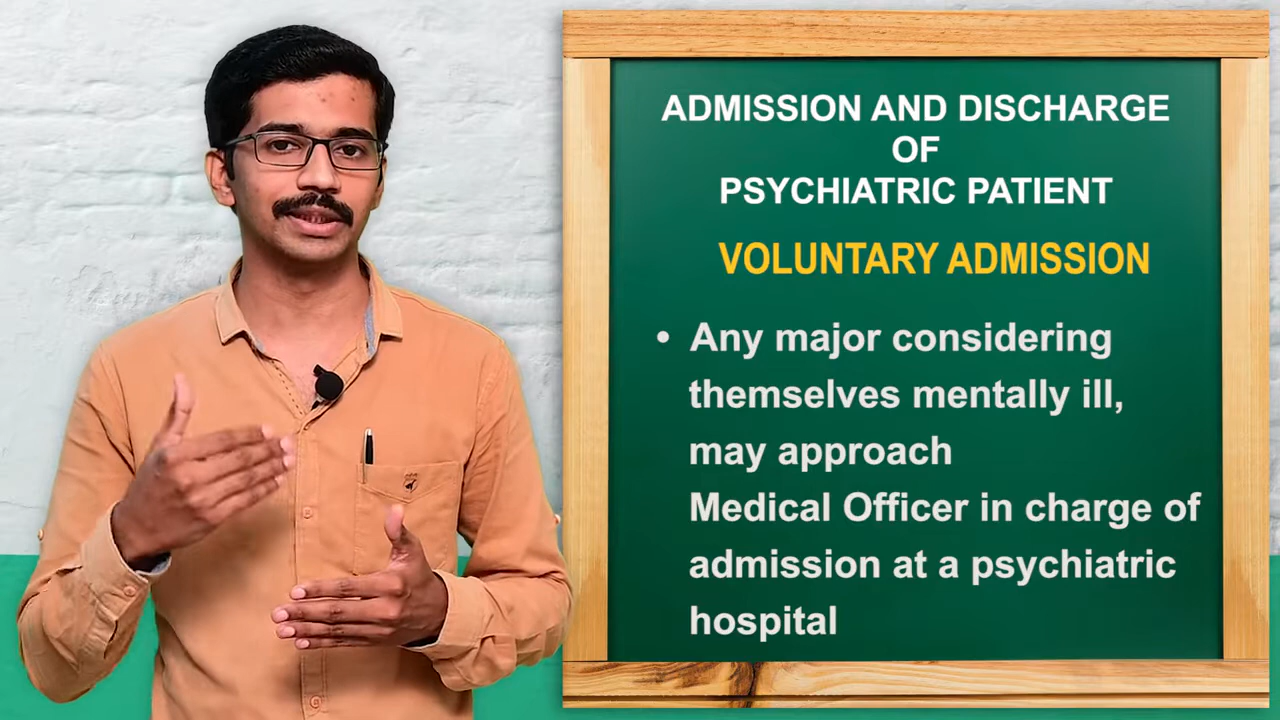 ADMISSION AND DISCHARGE
OF
PSYCHIATRIC PATIENT
VOLUNTARY ADMISSION
• Any major considering
themselves mentally ill,
may approach
Medical Officer in charge of
admission at a psychiatric
hospital